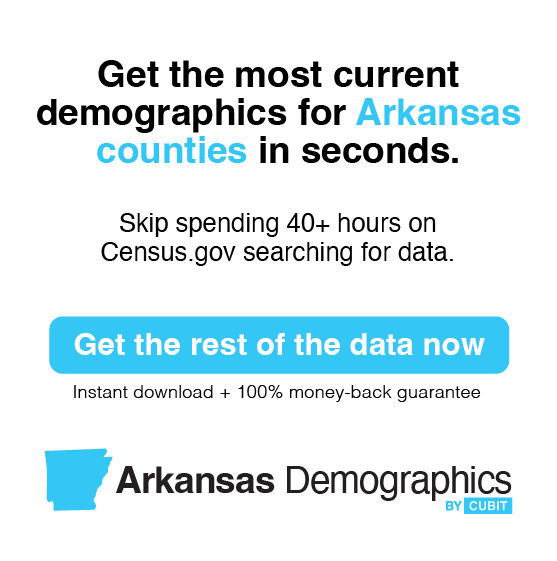 Get the most current
demographics for Arkansas
counties in seconds.
Skip spending 40+ hours on
Census.gov searching for data.
Get the rest of the data now
Instant download + 100% money-back guarantee
Arkansas Demographics
BY CUBIT